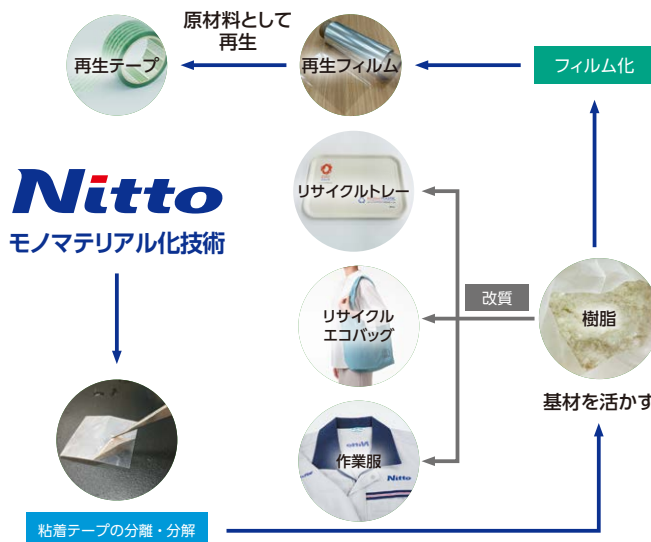 原材料として
再生
再生テープ
再生フィルム
フィルム化
リサイクルトレー
Nitto
モノマテリアル化技術
改質
リサイクル
エコバッグ
樹脂
基材を活かす
Nitto
作業服
Nitto
粘着テープの分離・分解